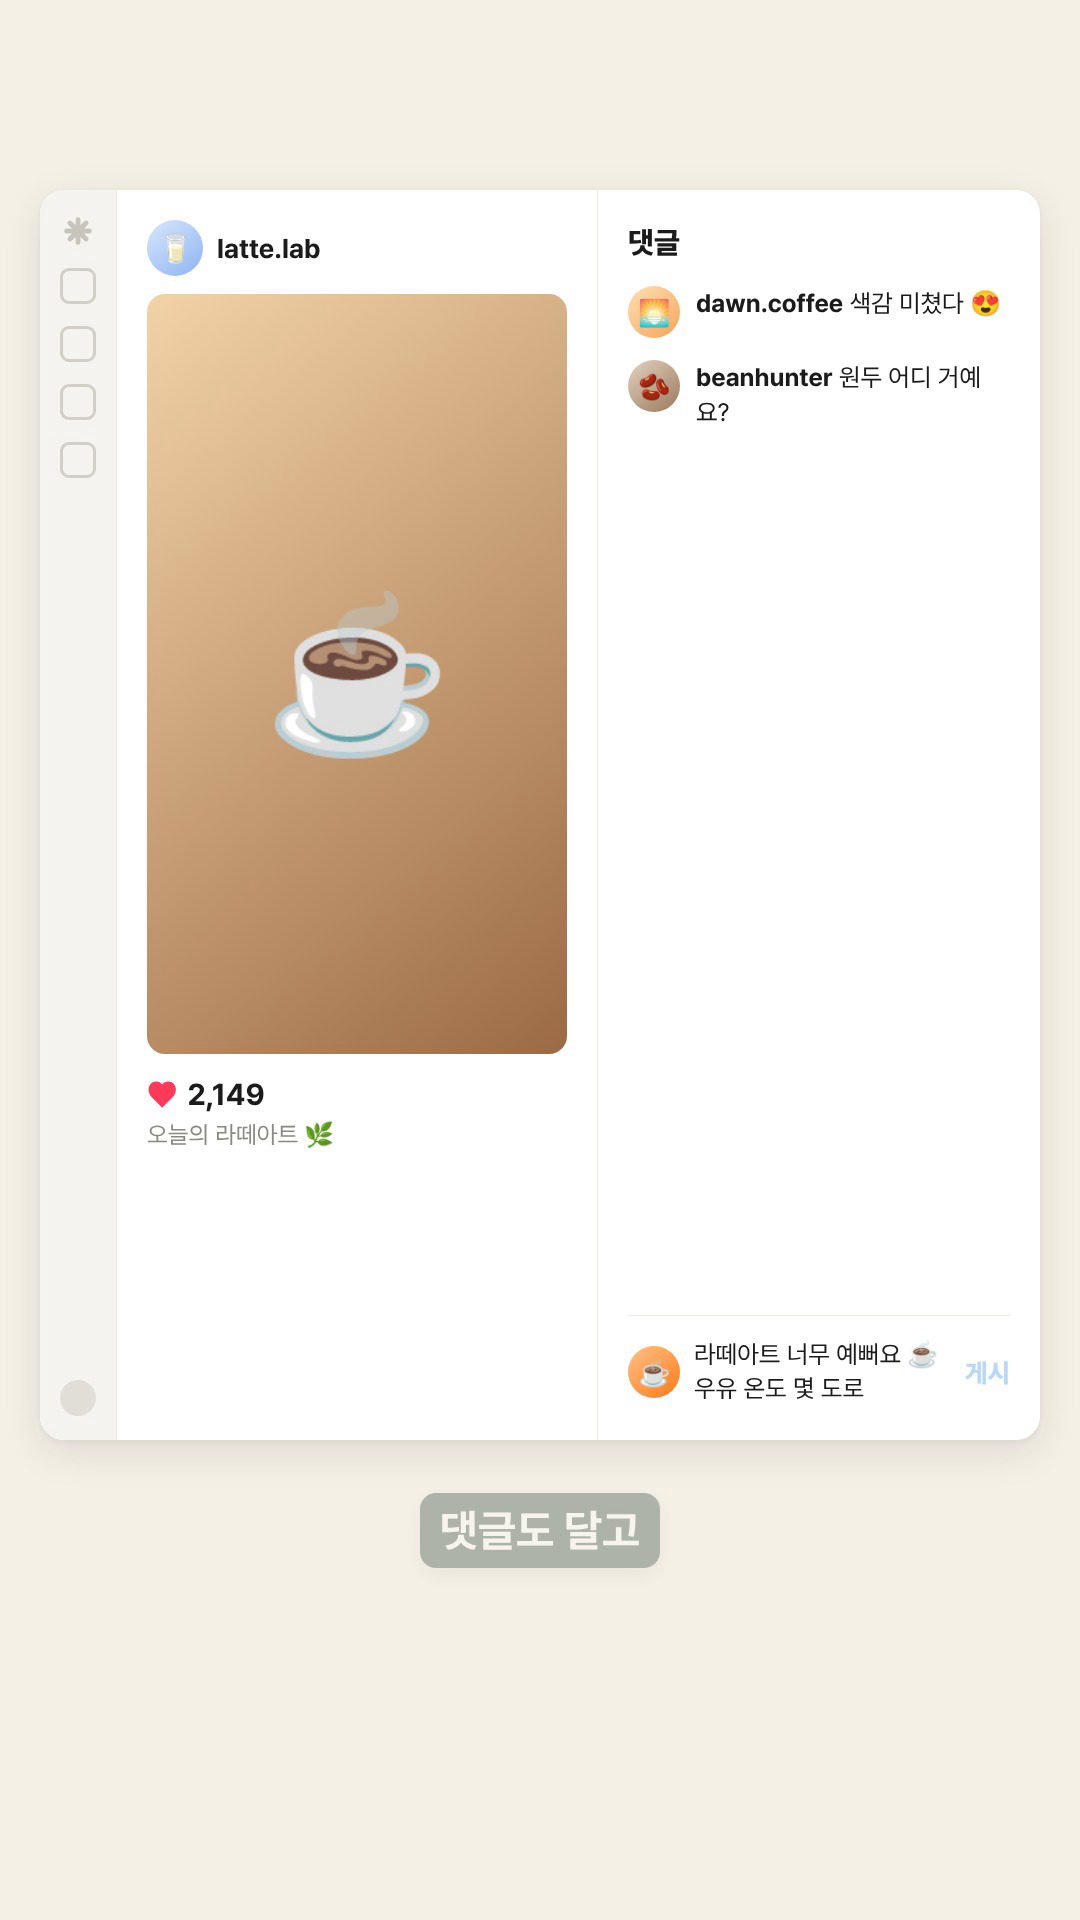 latte.lab
2,149
오늘의 라떼아트 🌿
댓글
dawn.coffee 색감 미쳤다 😍
beanhunter 원두 어디 거예
요?
라떼아트 너무 예뻐요 ☕
우유 온도 몇 도로
게시
댓글도 달고